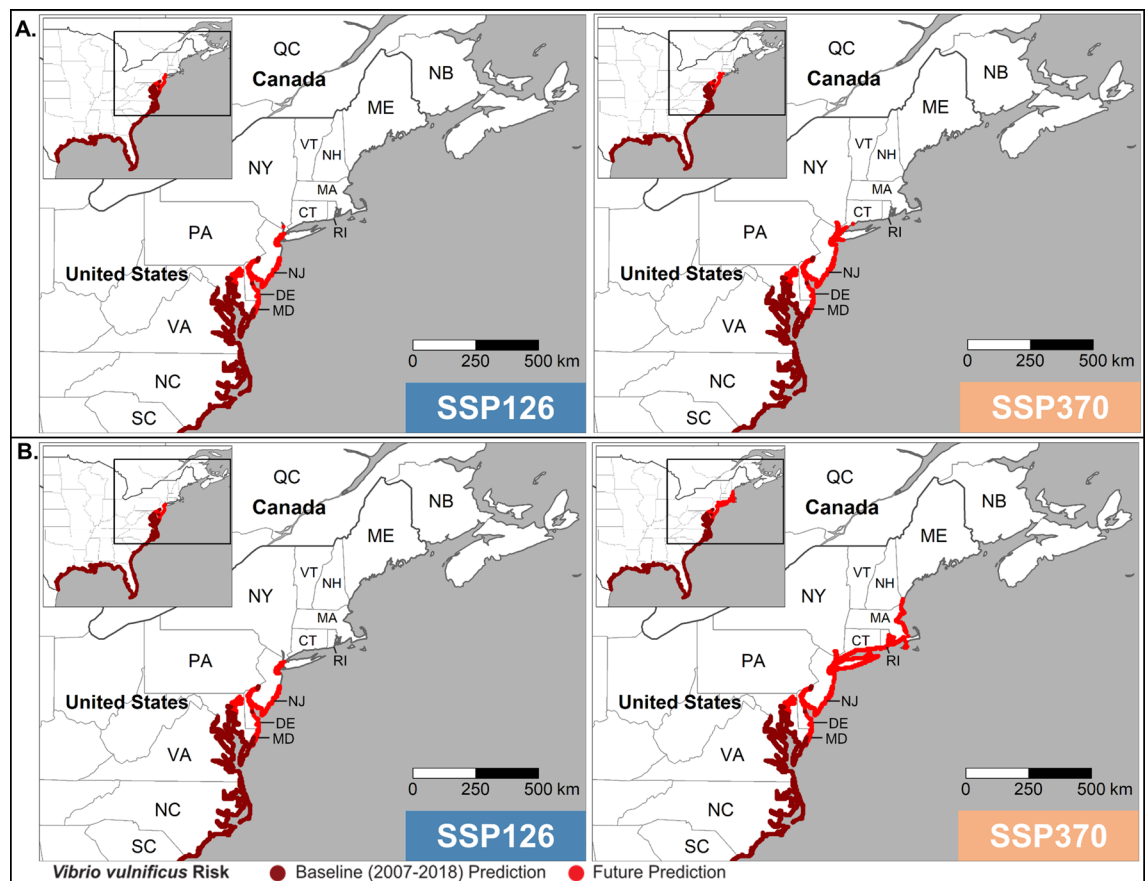 A.
QC
Canada
NB
ME
VT
NH
NY
MA
CT
RI
PA
United States
NJ
DE
MD
VA
NC
SC
0 250 500 km
SSP126
QC
Canada
NB
ME
VT
NH
NY
MA
CT
RI
PA
United States
NJ
DE
MD
VA
NC
SC
0 250 500 km
SSP370
B.
QC
Canada
NB
ME
VT
NH
NY
MA
CT
RI
PA
United States
NJ
DE
MD
VA
NC
SC
0 250 500 km
SSP126
QC
Canada
NB
ME
VT
NH
NY
MA
CT
RI
PA
United States
NJ
DE
MD
VA
NC
SC
0 250 500 km
SSP370
Vibrio vulnificus Risk Baseline (2007-2018) Prediction Future Prediction